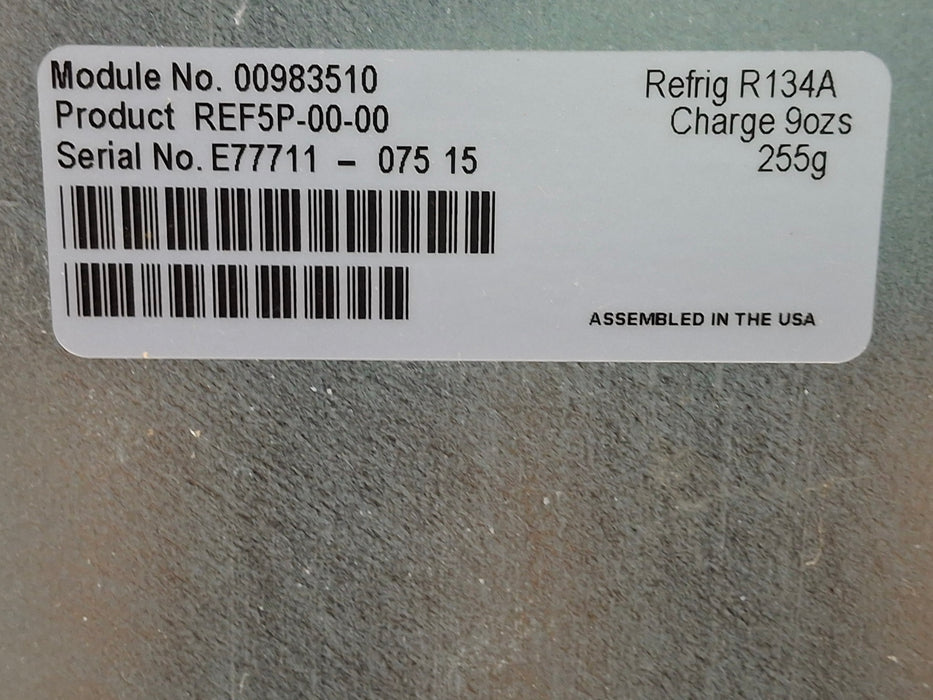 Module No. 00983510
Product REF5P-00-00
Serial No. E77711 – 075 15
Refrig R134A
Charge 9ozs
255g
ASSEMBLED IN THE USA